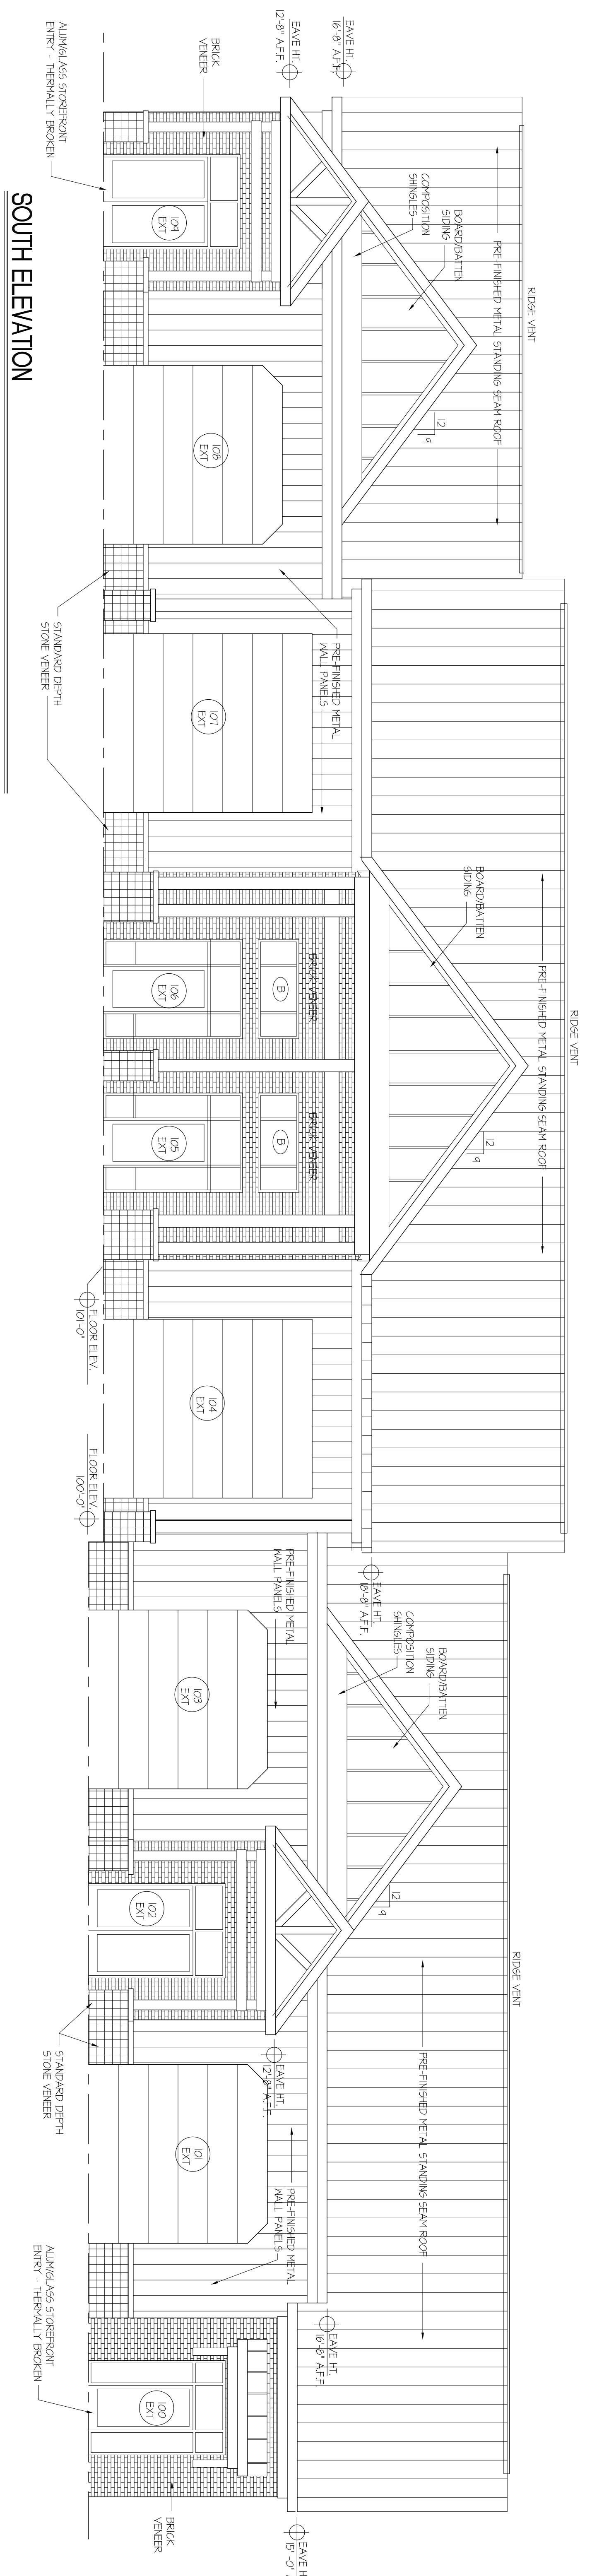 RIDGE VENT
PRE-FINISHED METAL STANDING SEAM ROOF
BOARD/BATTEN
SIDING
COMPOSITION
SHINGLES
12
9
EAVE HT.
16'-8" A.F.F.
EAVE HT.
12'-8" A.F.F.
BRICK
VENEER
ALUM/GLASS STOREFRONT
ENTRY - THERMALLY BROKEN
109
EXT
108
EXT
PRE-FINISHED METAL
WALL PANELS
STANDARD DEPTH
STONE VENEER
107
EXT
RIDGE VENT
PRE-FINISHED METAL STANDING SEAM ROOF
BOARD/BATTEN
SIDING
12
9
BRICK VENEER
B
106
EXT
BRICK VENEER
B
105
EXT
FLOOR ELEV.
101'-0"
104
EXT
FLOOR ELEV.
100'-0"
EAVE HT.
18'-8" A.F.F.
RIDGE VENT
PRE-FINISHED METAL STANDING SEAM ROOF
BOARD/BATTEN
SIDING
COMPOSITION
SHINGLES
12
9
PRE-FINISHED METAL
WALL PANELS
103
EXT
102
EXT
STANDARD DEPTH
STONE VENEER
EAVE HT.
12'-8" A.F.F.
101
EXT
PRE-FINISHED METAL
WALL PANELS
EAVE HT.
16'-8" A.F.F.
100
EXT
ALUM/GLASS STOREFRONT
ENTRY - THERMALLY BROKEN
BRICK
VENEER
EAVE H
15'-0"
SOUTH ELEVATION